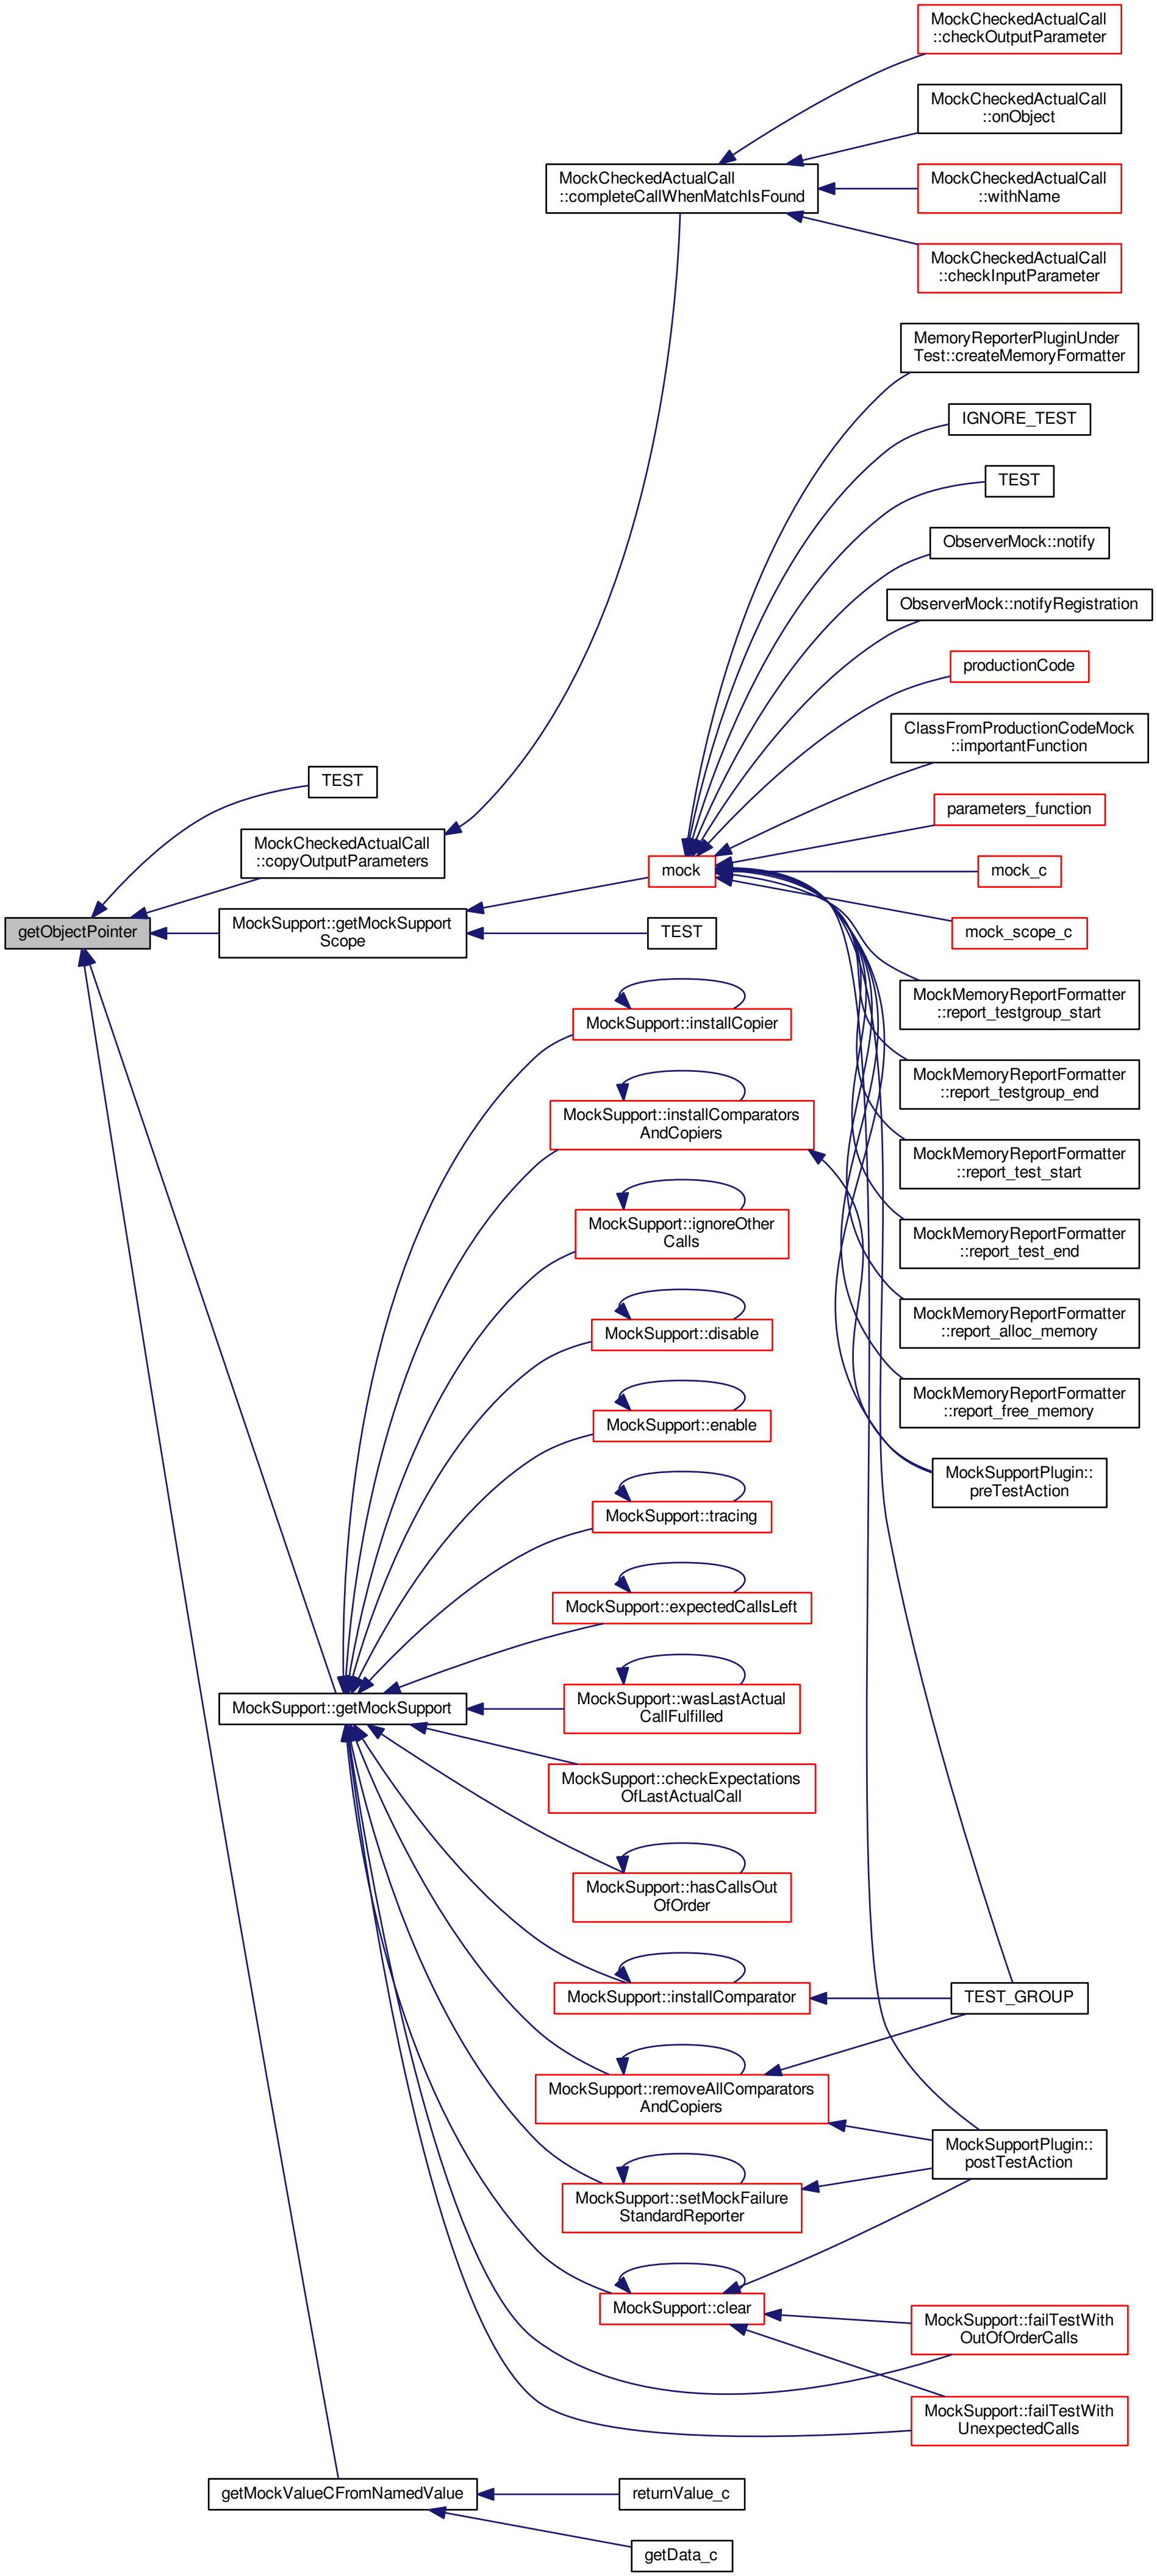 MockCheckedActualCall
::checkOutputParameter
MockCheckedActualCall
::onObject
MockCheckedActualCall
::completeCallWhenMatchIsFound
MockCheckedActualCall
::withName
MockCheckedActualCall
::checkInputParameter
MemoryReporterPluginUnder
Test::createMemoryFormatter
IGNORE_TEST
TEST
ObserverMock::notify
ObserverMock::notifyRegistration
productionCode
ClassFromProductionCodeMock
::importantFunction
TEST
parameters_function
MockCheckedActualCall
::copyOutputParameters
mock
mock_c
getObjectPointer
MockSupport::getMockSupport
Scope
TEST
mock_scope_c
MockMemoryReportFormatter
::report_testgroup_start
MockSupport::installCopier
MockMemoryReportFormatter
::report_testgroup_end
MockSupport::installComparators
AndCopiers
MockMemoryReportFormatter
::report_test_start
MockSupport::ignoreOther
Calls
MockMemoryReportFormatter
::report_test_end
MockSupport::disable
MockMemoryReportFormatter
::report_alloc_memory
MockSupport::enable
MockMemoryReportFormatter
::report_free_memory
MockSupportPlugin::
preTestAction
MockSupport::tracing
MockSupport::expectedCallsLeft
MockSupport::getMockSupport
MockSupport::wasLastActual
CallFulfilled
MockSupport::checkExpectations
OfLastActualCall
MockSupport::hasCallsOut
OfOrder
MockSupport::installComparator
TEST_GROUP
MockSupport::removeAllComparators
AndCopiers
MockSupportPlugin::
postTestAction
MockSupport::setMockFailure
StandardReporter
MockSupport::clear
MockSupport::failTestWith
OutOfOrderCalls
MockSupport::failTestWith
UnexpectedCalls
getMockValueCFromNamedValue
returnValue_c
getData_c